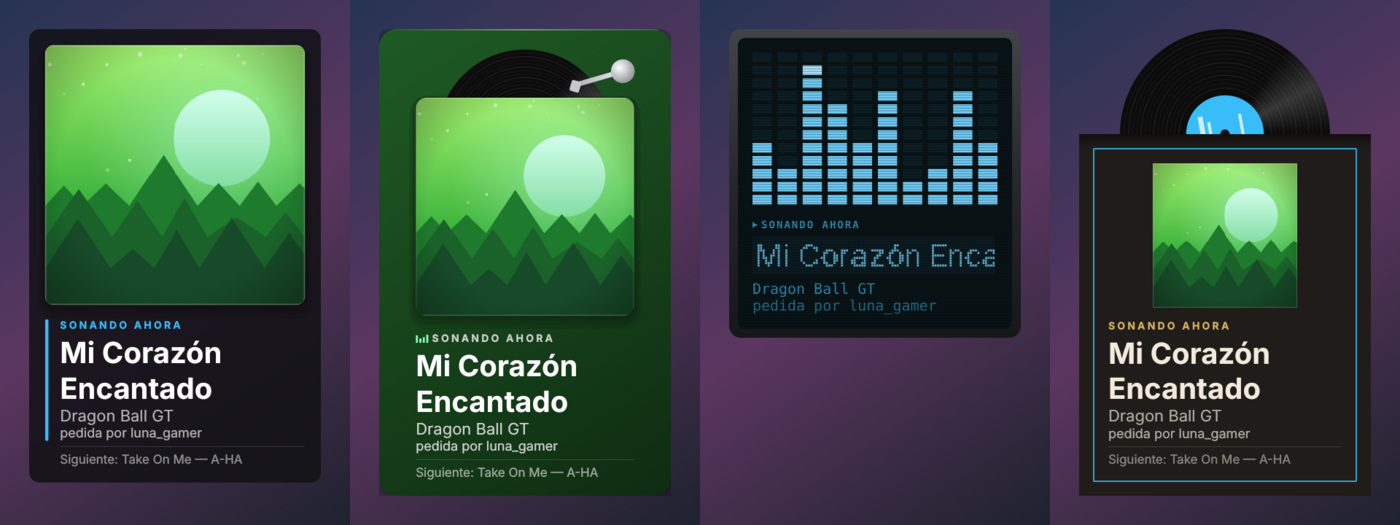 SONANDO AHORA
Mi Corazón
Encantado
Dragon Ball GT
pedida por luna_gamer
Siguiente: Take On Me — A-HA
SONANDO AHORA
Mi Corazón
Encantado
Dragon Ball GT
pedida por luna_gamer
Siguiente: Take On Me — A-HA
SONANDO AHORA
Mi Corazón Enca
Dragon Ball GT
pedida por luna_gamer
SONANDO AHORA
Mi Corazón
Encantado
Dragon Ball GT
pedida por luna_gamer
Siguiente: Take On Me — A-HA